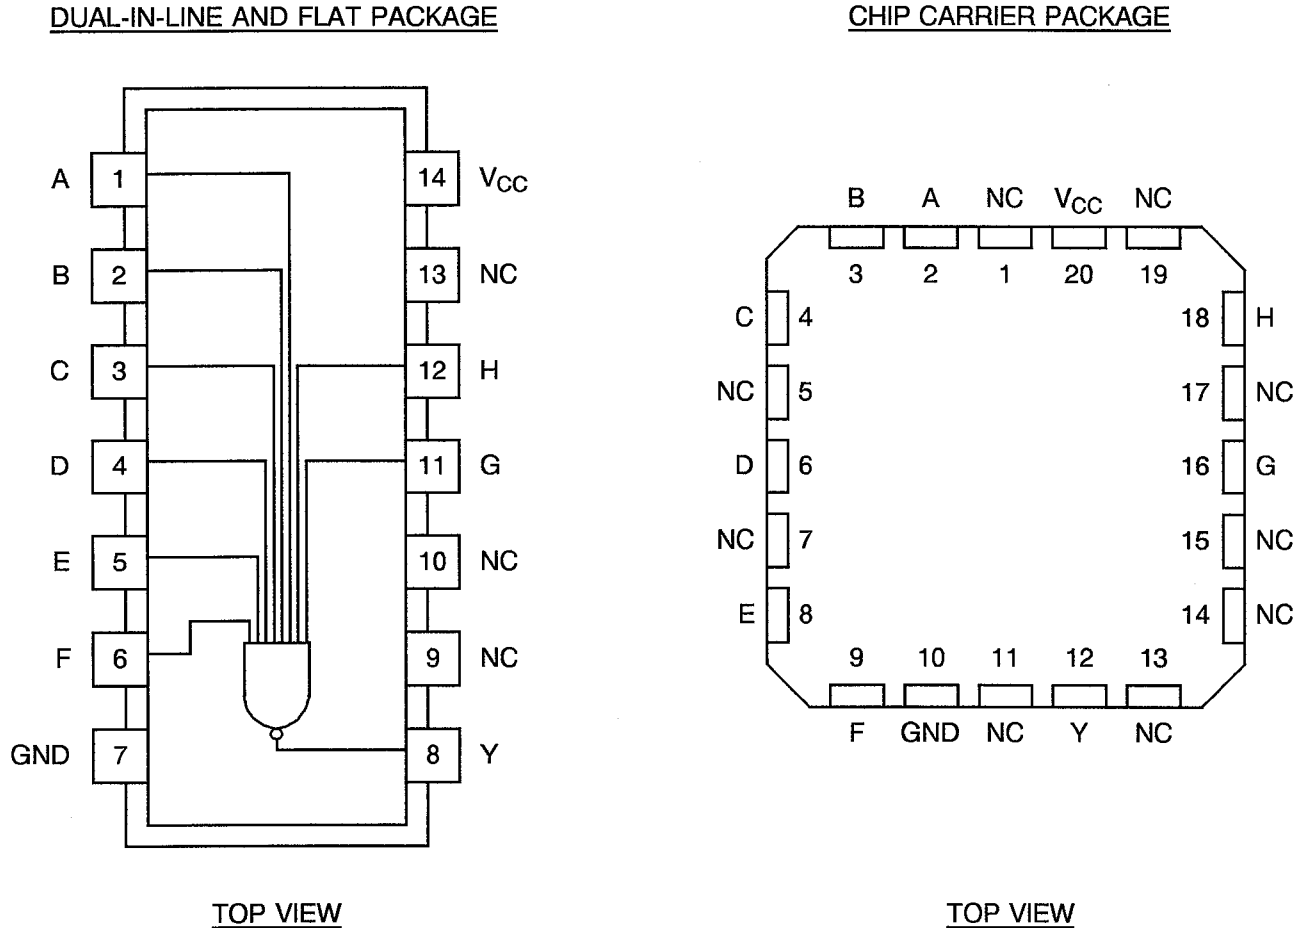 DUAL-IN-LINE AND FLAT PACKAGE
A 1 14 VCC
B 2 13 NC
C 3 12 H
D 4 11 G
E 5 10 NC
F 6 9 NC
GND 7 8 Y
TOP VIEW
CHIP CARRIER PACKAGE
B A NC VCC NC
3 2 1 20 19
C 4 18 H
NC 5 17 NC
D 6 16 G
NC 7 15 NC
E 8 14 NC
9 10 11 12 13
F GND NC Y NC
TOP VIEW